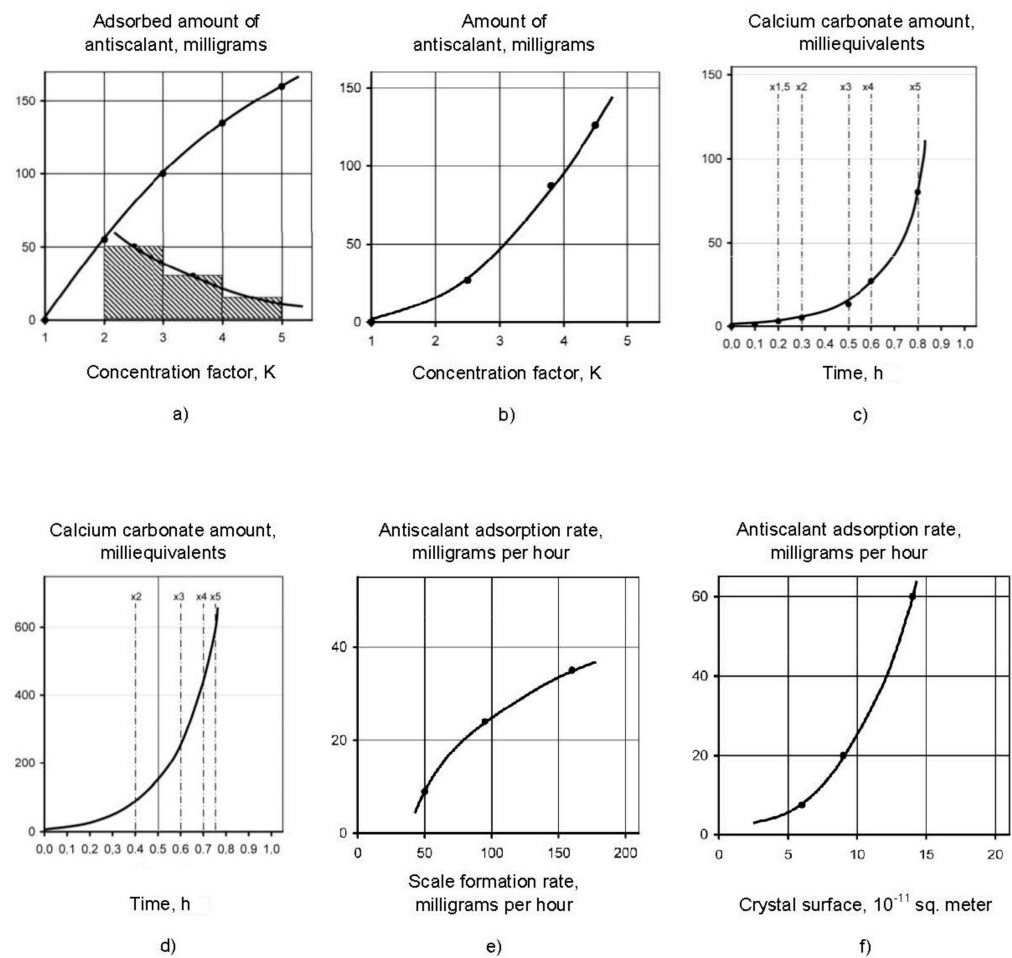 Adsorbed amount of
antiscalant, milligrams
150
100
50
0
1 2 3 4 5
Concentration factor, K
a)
Amount of
antiscalant, milligrams
150
100
50
0
1 2 3 4 5
Concentration factor, K
b)
Calcium carbonate amount,
milliequivalents
150
x1,5 x2 x3 x4 x5
100
50
0
0,0 0,1 0.2 0.3 0.4 0.5 0.6 0.7 0.8 0.9 1,0
Time, h
c)
Calcium carbonate amount,
milliequivalents
x2 x3 x4 x5
600
400
200
0
0.0 0,1 0.2 0.3 0.4 0.5 0.6 0.7 0.8 0.9 1,0
Time, h
d)
Antiscalant adsorption rate,
milligrams per hour
40
20
0
0 50 100 150 200
Scale formation rate,
milligrams per hour
e)
Antiscalant adsorption rate,
milligrams per hour
60
40
20
0
0 5 10 15 20
Crystal surface, 10⁻¹¹ sq. meter
f)